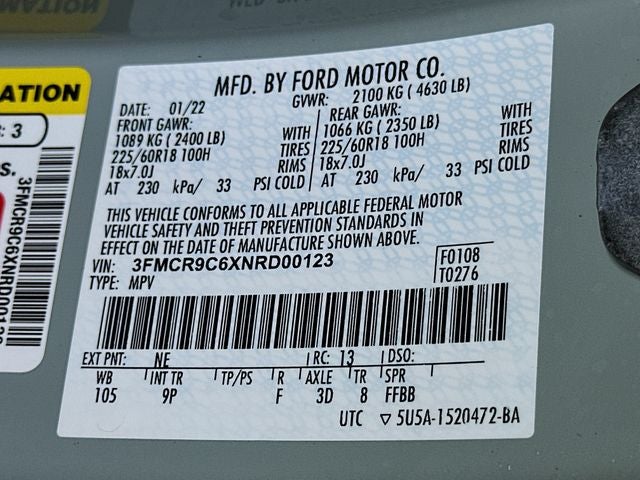 MATION
ATION
: 3
s.
3FMCR9C6XNRD00123
MFD. BY FORD MOTOR CO.
DATE: 01/22 GVWR: 2100 KG ( 4630 LB)
FRONT GAWR: REAR GAWR:
1089 KG ( 2400 LB) WITH 1066 KG ( 2350 LB) WITH
225/60R18 100H TIRES 225/60R18 100H TIRES
18x7.0J RIMS 18x7.0J RIMS
AT 230 kPa/ 33 PSI COLD AT 230 kPa/ 33 PSI COLD
THIS VEHICLE CONFORMS TO ALL APPLICABLE FEDERAL MOTOR
VEHICLE SAFETY AND THEFT PREVENTION STANDARDS IN
EFFECT ON THE DATE OF MANUFACTURE SHOWN ABOVE.
VIN: 3FMCR9C6XNRD00123 F0108
TYPE: MPV T0276
EXT PNT: NE RC: 13 DSO:
WB INT TR TP/PS R AXLE TR SPR
105 9P F 3D 8 FFBB
UTC ▽ 5U5A-1520472-BA